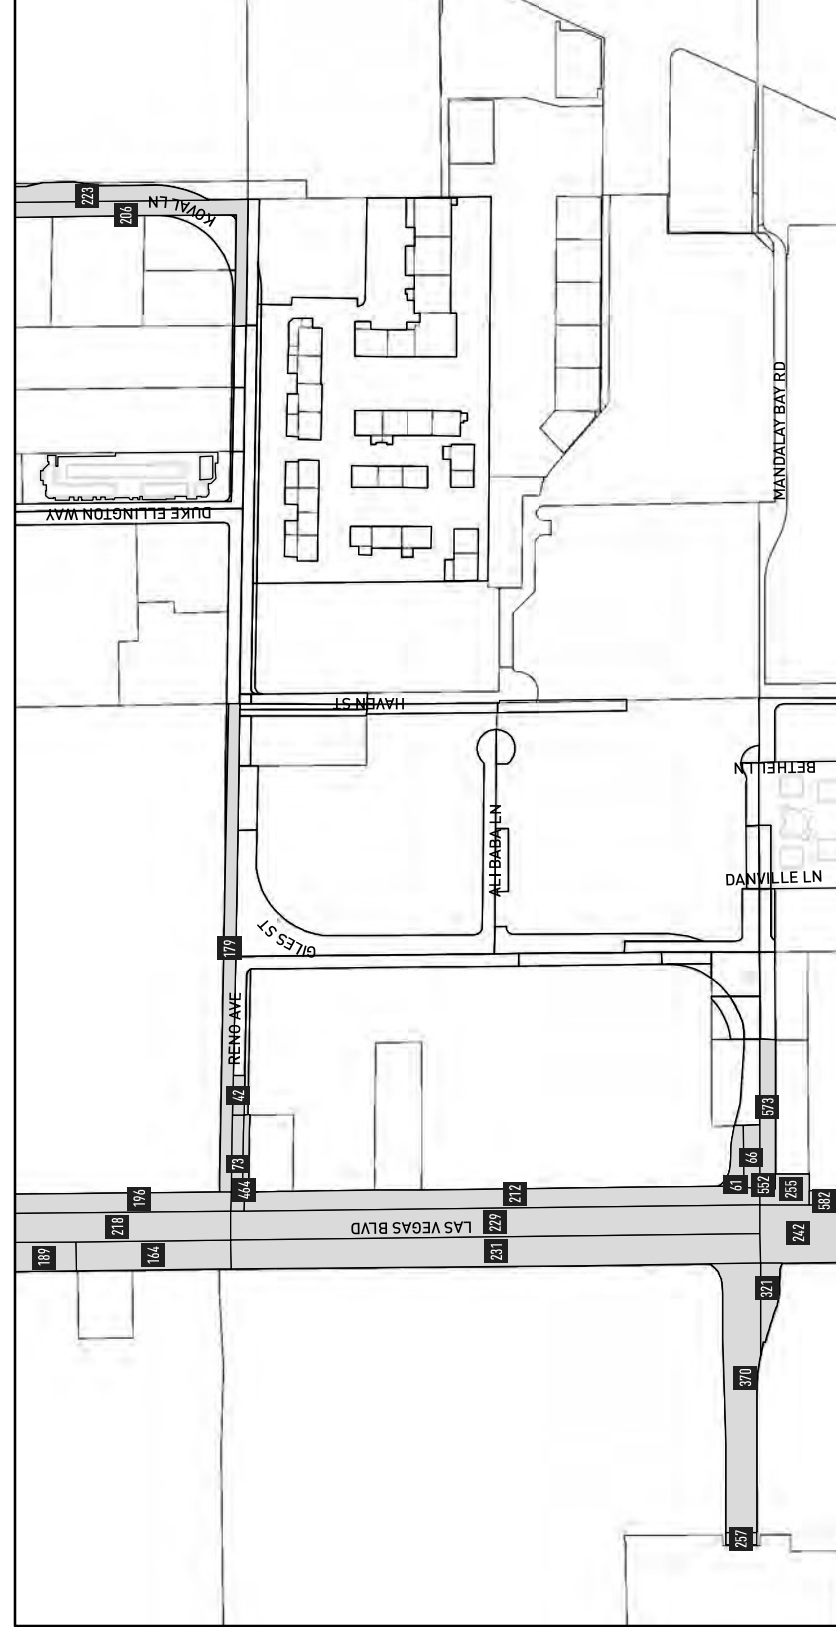 223
206
KOVAL LN
MANDALAY BAY RD
DUKE ELLINGTON WAY
HAVEN ST
BETHEL LN
ALI BABA LN
DANVILLE LN
GILES ST
179
RENO AVE
42
573
73
66
464
61
552
255
196
212
582
218
LAS VEGAS BLVD
229
242
189
164
231
321
370
257